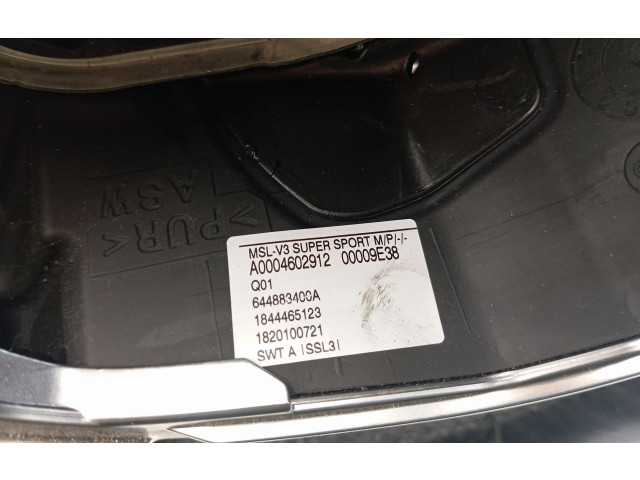 >PUR<
ASW
MSL-V3 SUPER SPORT M/P/-/-
A0004602912 00009E38
Q01
644883400A
1844465123
1820100721
SWT A |SSL3|